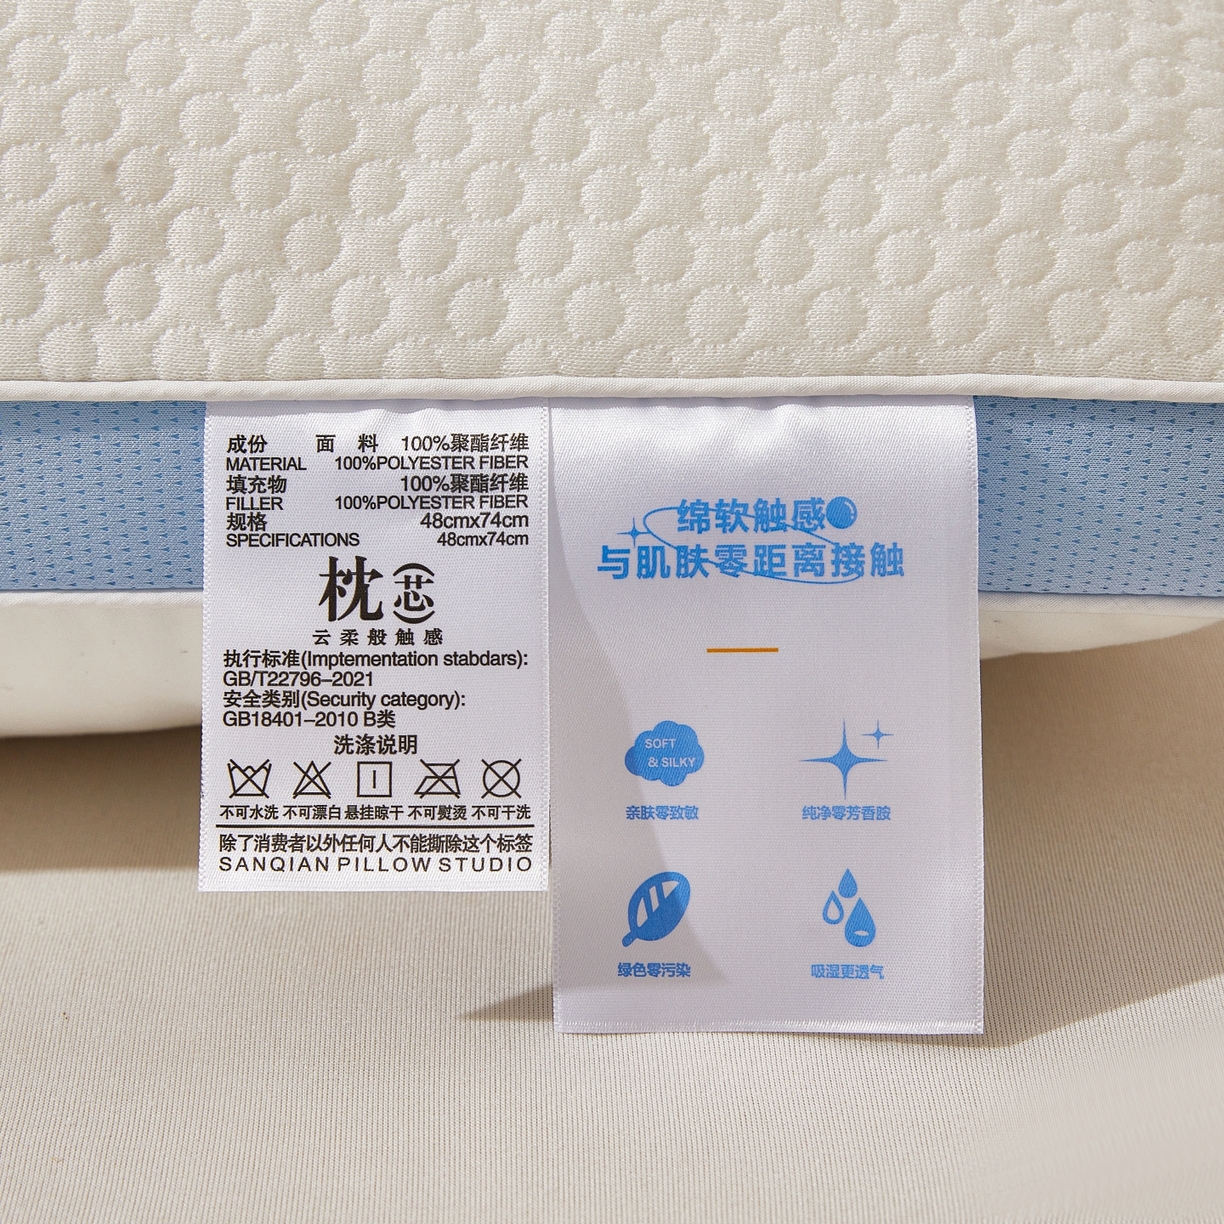 成份 面 料 100%聚酯纤维
MATERIAL 100%POLYESTER FIBER
填充物 100%聚酯纤维
FILLER 100%POLYESTER FIBER
规格 48cmx74cm
SPECIFICATIONS 48cmx74cm
枕芯
云柔般触感
执行标准(Imptementation stabdars):
GB/T22796–2021
安全类别(Security category):
GB18401–2010 B类
洗涤说明
不可水洗 不可漂白 悬挂晾干 不可熨烫 不可干洗
除了消费者以外任何人不能撕除这个标签
SANQIAN PILLOW STUDIO
绵软触感
与肌肤零距离接触
SOFT
& SILKY
亲肤零致敏
纯净零芳香胺
绿色零污染
吸湿更透气